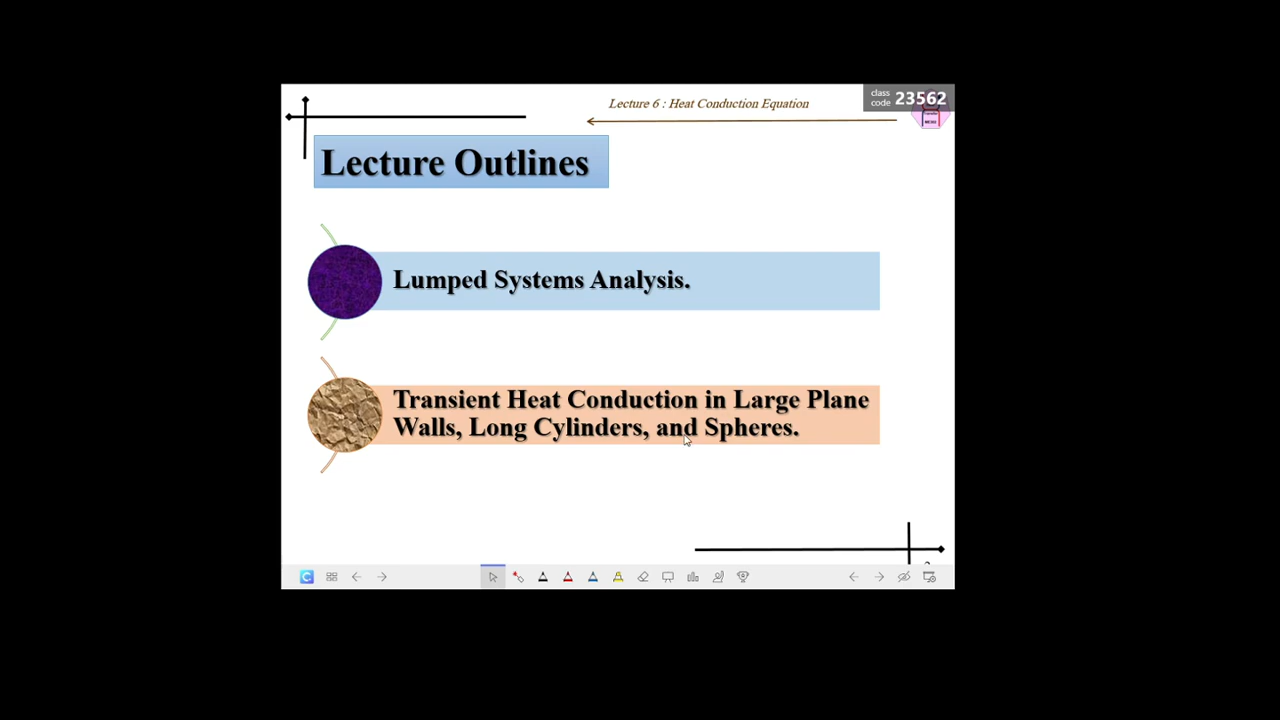 Lecture 6 : Heat Conduction Equation
class
code 23562
Lecture Outlines
Lumped Systems Analysis.
Transient Heat Conduction in Large Plane
Walls, Long Cylinders, and Spheres.